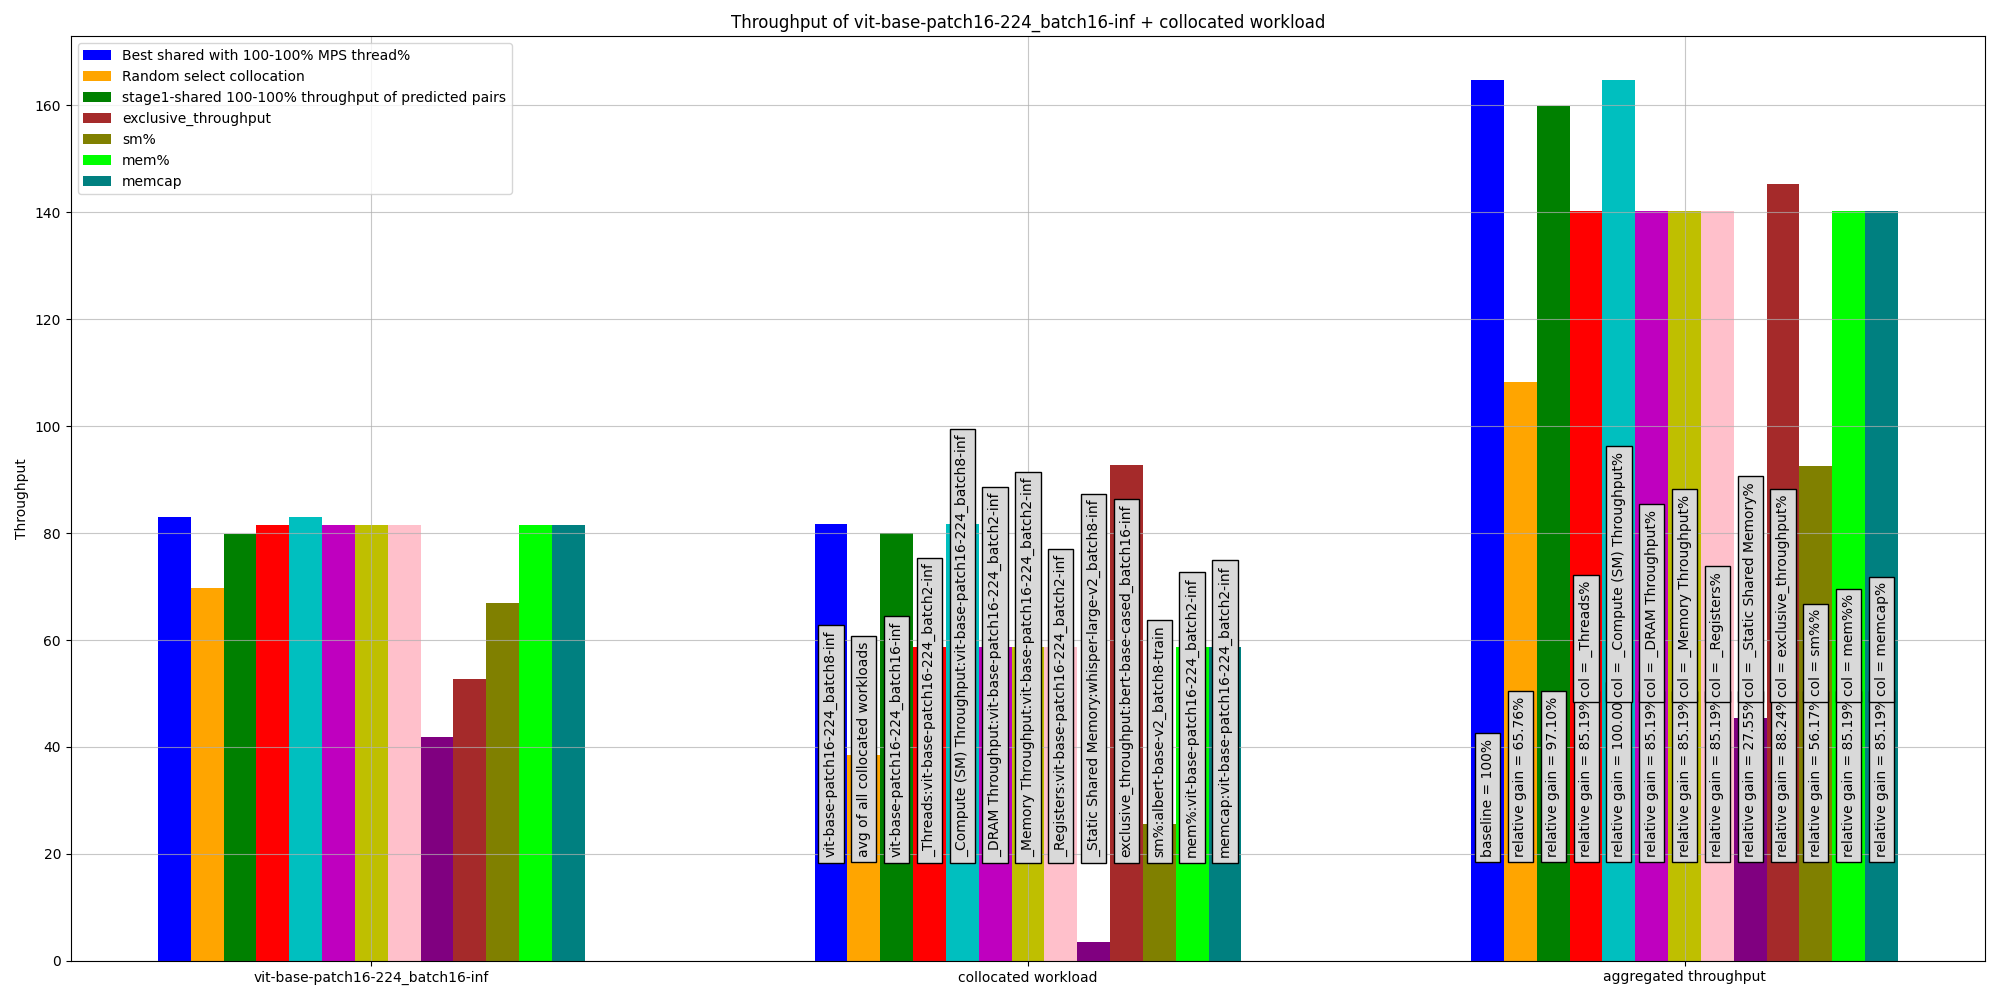 Throughput of vit-base-patch16-224_batch16-inf + collocated workload
Best shared with 100-100% MPS thread%
Random select collocation
stage1-shared 100-100% throughput of predicted pairs
exclusive_throughput
sm%
mem%
memcap
Throughput
160
140
120
100
80
60
40
20
0
vit-base-patch16-224_batch8-inf
avg of all collocated workloads
vit-base-patch16-224_batch16-inf
_Threads:vit-base-patch16-224_batch2-inf
_Compute (SM) Throughput:vit-base-patch16-224_batch8-inf
_DRAM Throughput:vit-base-patch16-224_batch2-inf
_Memory Throughput:vit-base-patch16-224_batch2-inf
_Registers:vit-base-patch16-224_batch2-inf
_Static Shared Memory:whisper-large-v2_batch8-inf
exclusive_throughput:bert-base-cased_batch16-inf
sm%:albert-base-v2_batch8-train
mem%:vit-base-patch16-224_batch2-inf
memcap:vit-base-patch16-224_batch2-inf
baseline = 100%
relative gain = 65.76%
relative gain = 97.10%
relative gain = 85.19%
col = _Threads%
relative gain = 100.00
col = _Compute (SM) Throughput%
relative gain = 85.19%
col = _DRAM Throughput%
relative gain = 85.19%
col = _Memory Throughput%
relative gain = 85.19%
col = _Registers%
relative gain = 27.55%
col = _Static Shared Memory%
relative gain = 88.24%
col = exclusive_throughput%
relative gain = 56.17%
col = sm%%
relative gain = 85.19%
col = mem%%
relative gain = 85.19%
col = memcap%
vit-base-patch16-224_batch16-inf
collocated workload
aggregated throughput